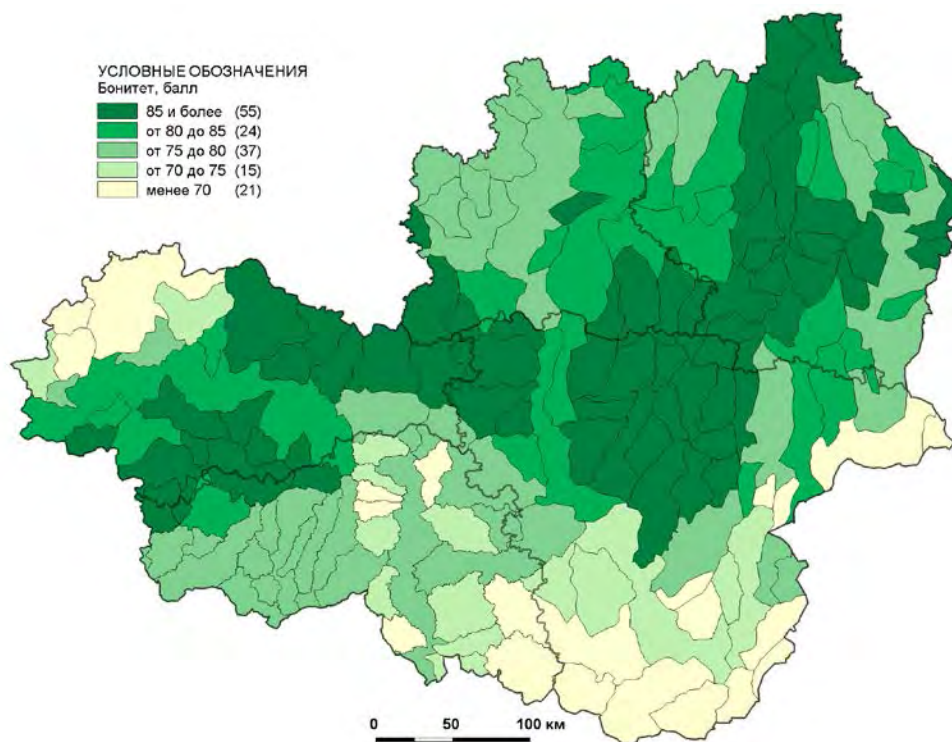 УСЛОВНЫЕ ОБОЗНАЧЕНИЯ
Бонитет, балл
85 и более (55)
от 80 до 85 (24)
от 75 до 80 (37)
от 70 до 75 (15)
менее 70 (21)
0 50 100 км